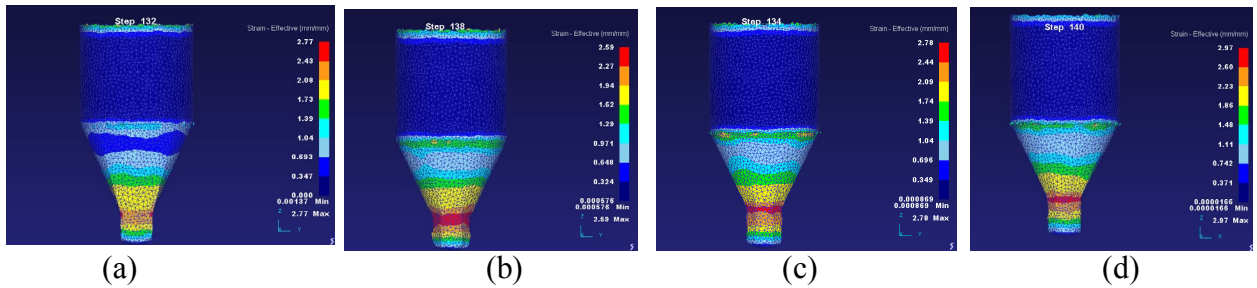 Step 132
Strain - Effective (mm/mm)
2.77
2.43
2.08
1.73
1.39
1.04
0.693
0.347
0.000
0.00137 Min
2.77 Max
Z
Y
Step 138
Strain - Effective (mm/mm)
2.59
2.27
1.94
1.62
1.29
0.971
0.648
0.324
0.000576
0.000576 Min
2.59 Max
Z
Y
Step 134
Strain - Effective (mm/mm)
2.78
2.44
2.09
1.74
1.39
1.04
0.696
0.349
0.000869
0.000869 Min
2.78 Max
Z
Y
Step 140
Strain - Effective (mm/mm)
2.97
2.60
2.23
1.86
1.48
1.11
0.742
0.371
0.0000166
0.0000166 Min
2.97 Max
Z
X
(a) (b) (c) (d)